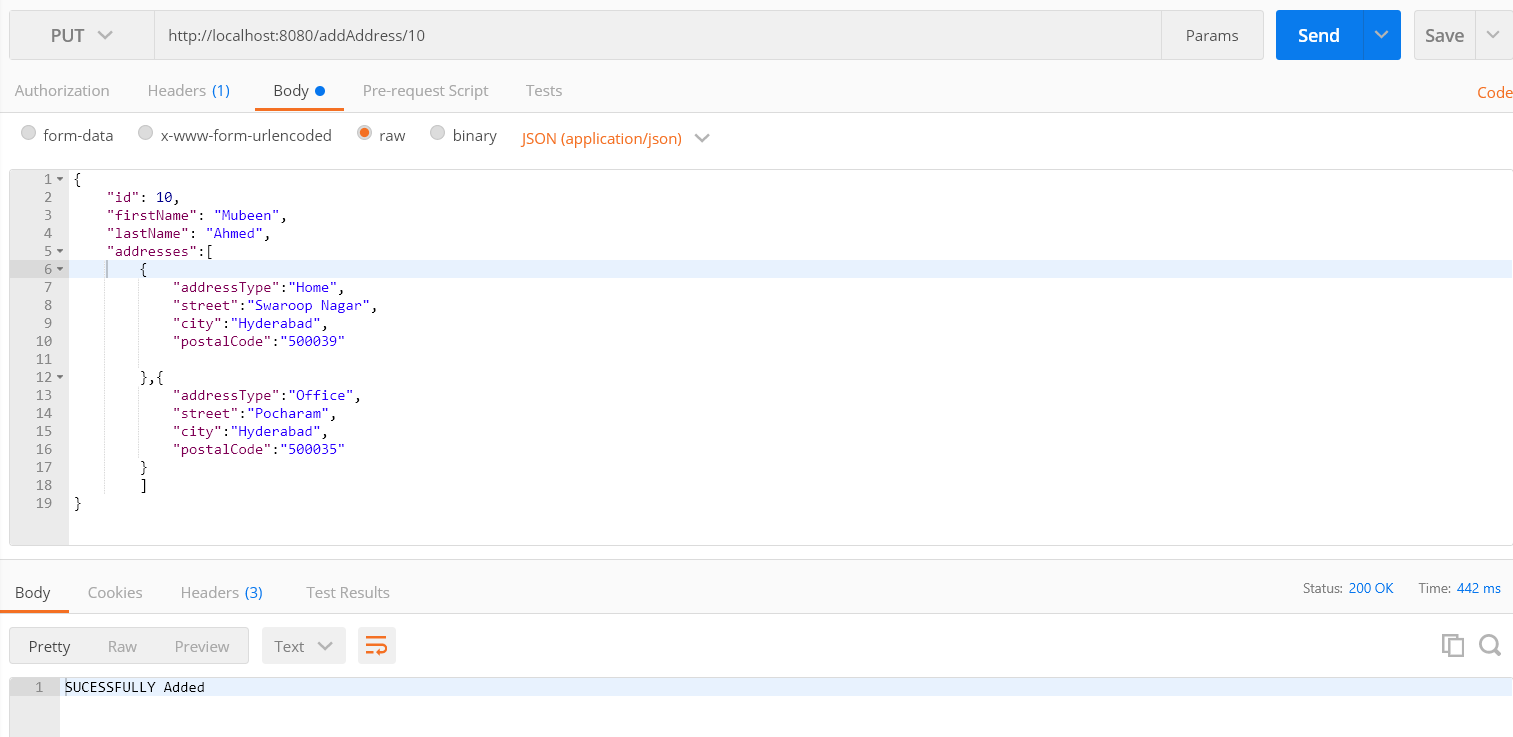 PUT http://localhost:8080/addAddress/10 Params Send Save
Authorization Headers (1) Body Pre-request Script Tests Code
form-data x-www-form-urlencoded raw binary JSON (application/json)
1 {
2 "id": 10,
3 "firstName": "Mubeen",
4 "lastName": "Ahmed",
5 "addresses":[
6 {
7 "addressType":"Home",
8 "street":"Swaroop Nagar",
9 "city":"Hyderabad",
10 "postalCode":"500039"
11
12 },{
13 "addressType":"Office",
14 "street":"Pocharam",
15 "city":"Hyderabad",
16 "postalCode":"500035"
17 }
18 ]
19 }
Body Cookies Headers (3) Test Results Status: 200 OK Time: 442 ms
Pretty Raw Preview Text
1 SUCESSFULLY Added